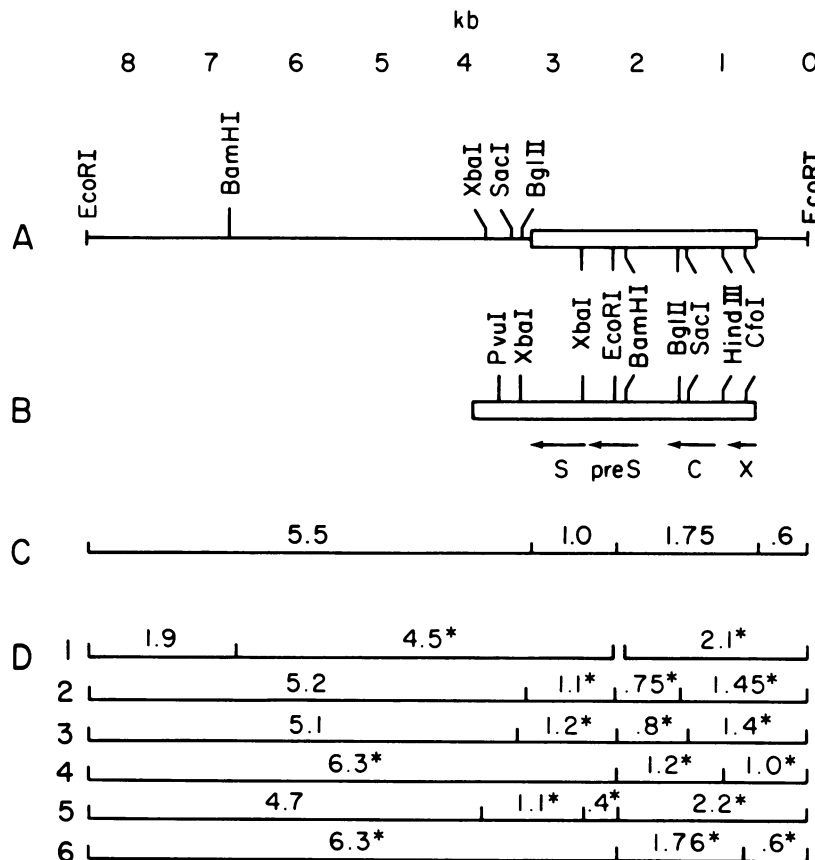 kb
8 7 6 5 4 3 2 1 0
EcoRI BamHI XbaI SacI BglII EcoRI
A
XbaI EcoRI BamHI BglII SacI HindIII CfoI
PvuI XbaI
B
S preS C X
C 5.5 1.0 1.75 .6
D 1 1.9 4.5* 2.1*
2 5.2 1.1* .75* 1.45*
3 5.1 1.2* .8* 1.4*
4 6.3* 1.2* 1.0*
5 4.7 1.1* .4* 2.2*
6 6.3* 1.76* .6*